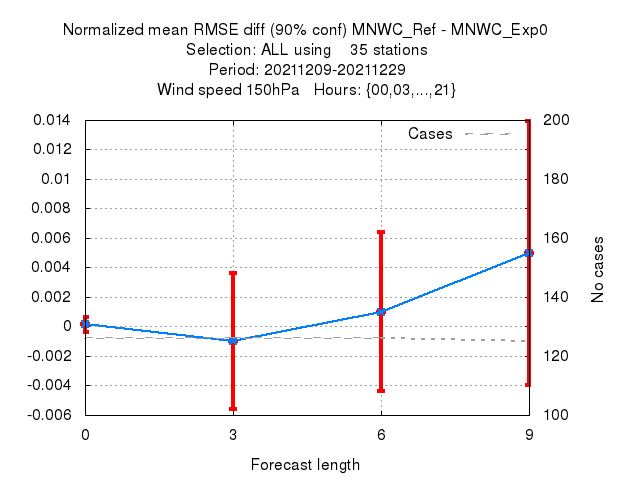 Normalized mean RMSE diff (90% conf) MNWC_Ref - MNWC_Exp0
Selection: ALL using 35 stations
Period: 20211209-20211229
Wind speed 150hPa Hours: {00,03,...,21}
Cases
0.014
0.012
0.01
0.008
0.006
0.004
0.002
0
-0.002
-0.004
-0.006
200
180
160
140
120
100
No cases
0 3 6 9
Forecast length